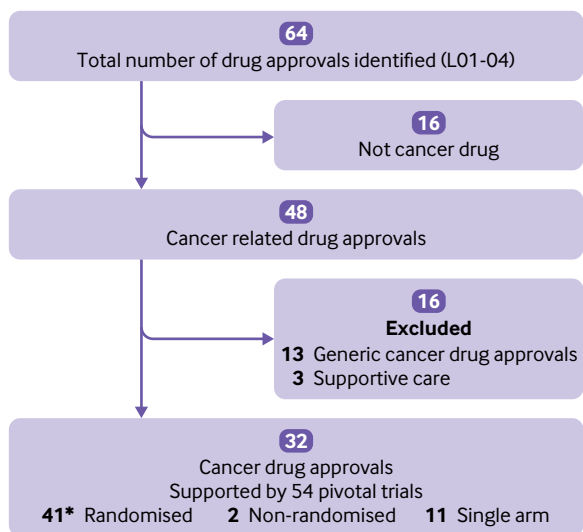 64
Total number of drug approvals identified (L01-04)
16
Not cancer drug
48
Cancer related drug approvals
16
Excluded
13 Generic cancer drug approvals
3 Supportive care
32
Cancer drug approvals
Supported by 54 pivotal trials
41* Randomised 2 Non-randomised 11 Single arm